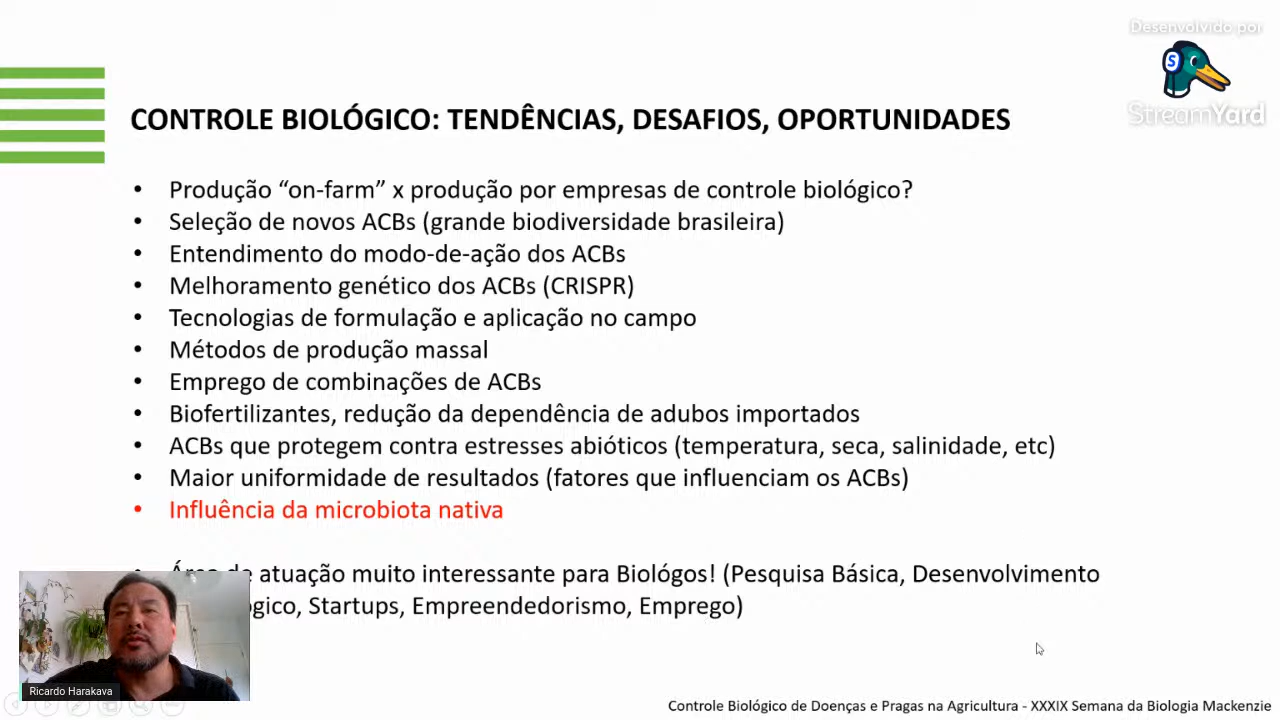 Desenvolvido por
S
StreamYard
CONTROLE BIOLÓGICO: TENDÊNCIAS, DESAFIOS, OPORTUNIDADES
• Produção “on-farm” x produção por empresas de controle biológico?
• Seleção de novos ACBs (grande biodiversidade brasileira)
• Entendimento do modo-de-ação dos ACBs
• Melhoramento genético dos ACBs (CRISPR)
• Tecnologias de formulação e aplicação no campo
• Métodos de produção massal
• Emprego de combinações de ACBs
• Biofertilizantes, redução da dependência de adubos importados
• ACBs que protegem contra estresses abióticos (temperatura, seca, salinidade, etc)
• Maior uniformidade de resultados (fatores que influenciam os ACBs)
• Influência da microbiota nativa
• Área de atuação muito interessante para Biológos! (Pesquisa Básica, Desenvolvimento
ógico, Startups, Empreendedorismo, Emprego)
Ricardo Harakava
Controle Biológico de Doenças e Pragas na Agricultura - XXXIX Semana da Biologia Mackenzie